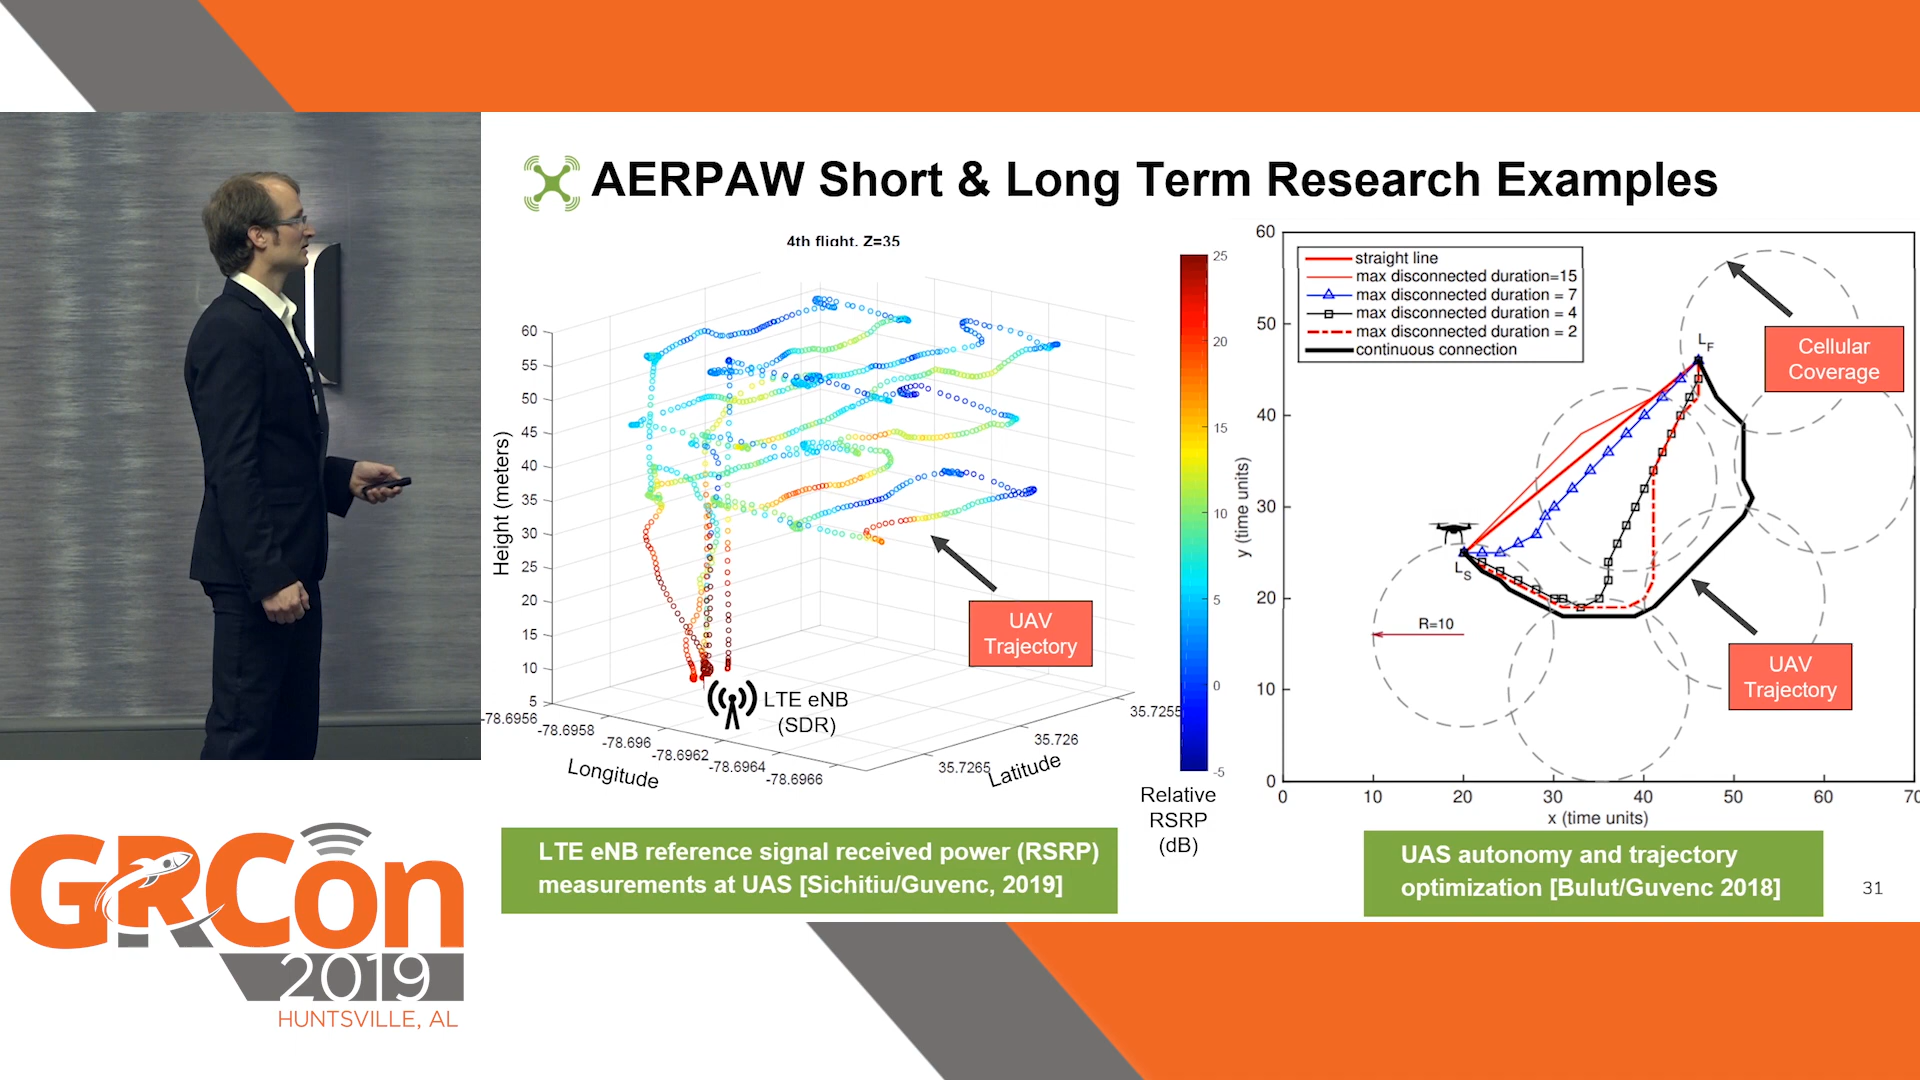 AERPAW Short & Long Term Research Examples
4th flight, Z=35
60
55
50
45
40
35
30
25
20
15
10
5
Height (meters)
-78.6956
-78.6958
-78.696
-78.6962
-78.6964
-78.6966
Longitude
35.7265
35.726
35.7255
Latitude
LTE eNB
(SDR)
UAV
Trajectory
25
20
15
10
5
0
-5
Relative
RSRP
(dB)
LTE eNB reference signal received power (RSRP)
measurements at UAS [Sichitiu/Guvenc, 2019]
60
50
40
30
20
10
0
y (time units)
straight line
max disconnected duration=15
max disconnected duration = 7
max disconnected duration = 4
max disconnected duration = 2
continuous connection
LF
Cellular
Coverage
LS
R=10
UAV
Trajectory
0
10
20
30
40
50
60
70
x (time units)
UAS autonomy and trajectory
optimization [Bulut/Guvenc 2018]
31
GRCon
2019
HUNTSVILLE, AL